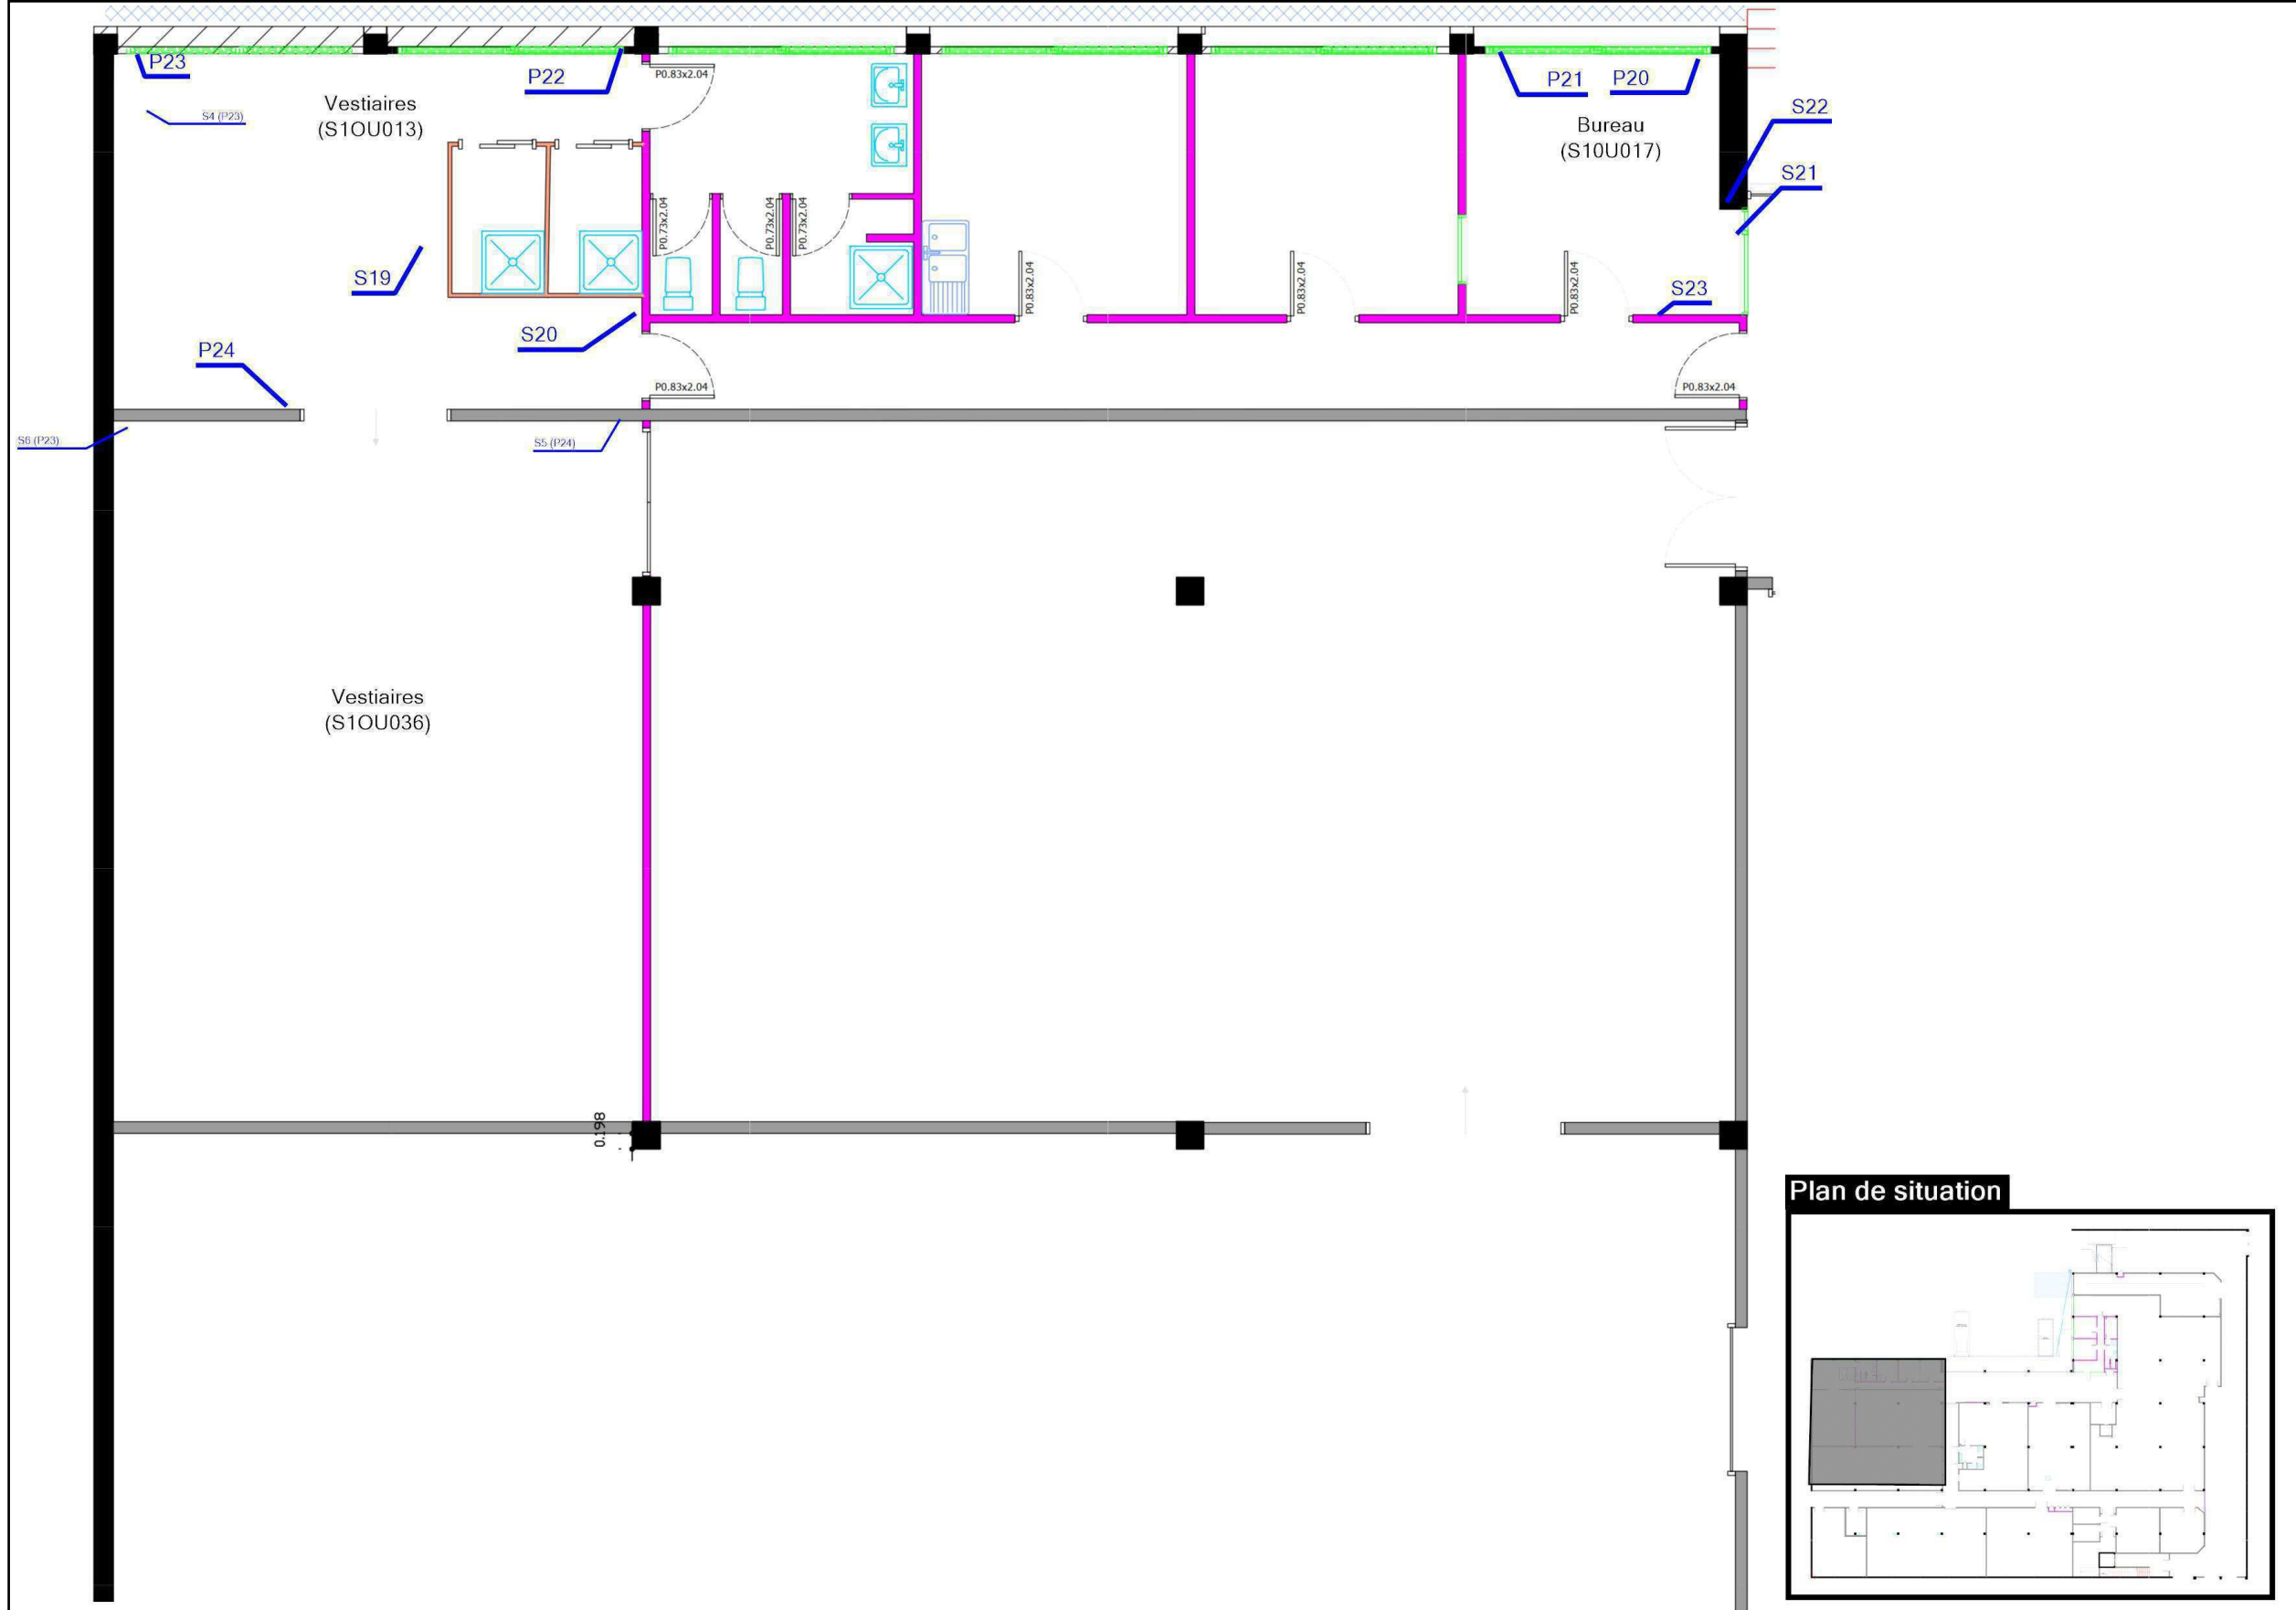 P0.83x2.04
P23
P22
P21
P20
Vestiaires
(S1OU013)
S4 (P23)
Bureau
(S10U017)
S22
S21
P0.73x2.04
P0.73x2.04
P0.73x2.04
S19
P0.83x2.04
P0.83x2.04
P0.83x2.04
S23
S20
P24
P0.83x2.04
P0.83x2.04
S6 (P23)
S5 (P24)
Vestiaires
(S1OU036)
0.198
Plan de situation